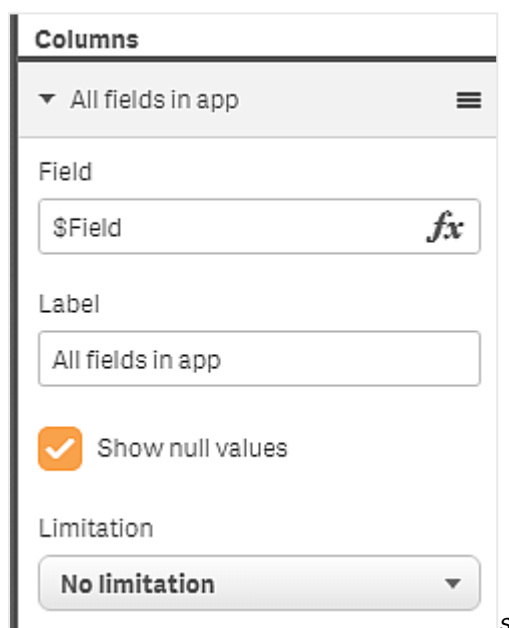 Columns
All fields in app
Field
$Field fx
Label
All fields in app
Show null values
Limitation
No limitation
s